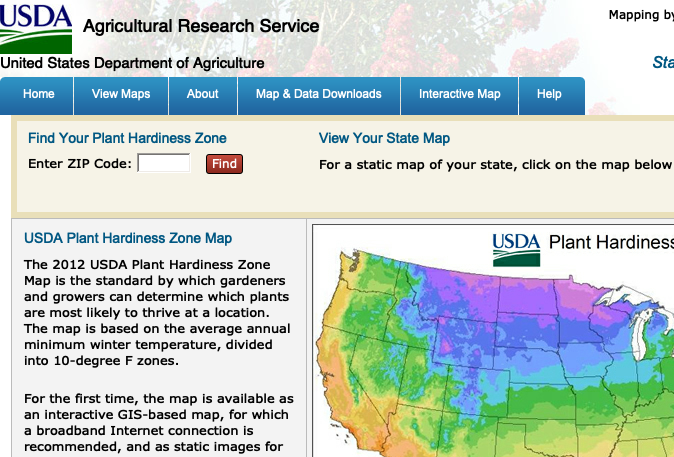 USDA
Agricultural Research Service
Mapping by
United States Department of Agriculture
Sta
Home View Maps About Map & Data Downloads Interactive Map Help
Find Your Plant Hardiness Zone
View Your State Map
Enter ZIP Code: Find
For a static map of your state, click on the map below
USDA Plant Hardiness Zone Map
The 2012 USDA Plant Hardiness Zone
Map is the standard by which gardeners
and growers can determine which plants
are most likely to thrive at a location.
The map is based on the average annual
minimum winter temperature, divided
into 10-degree F zones.
For the first time, the map is available as
an interactive GIS-based map, for which
a broadband Internet connection is
recommended, and as static images for
USDA Plant Hardiness